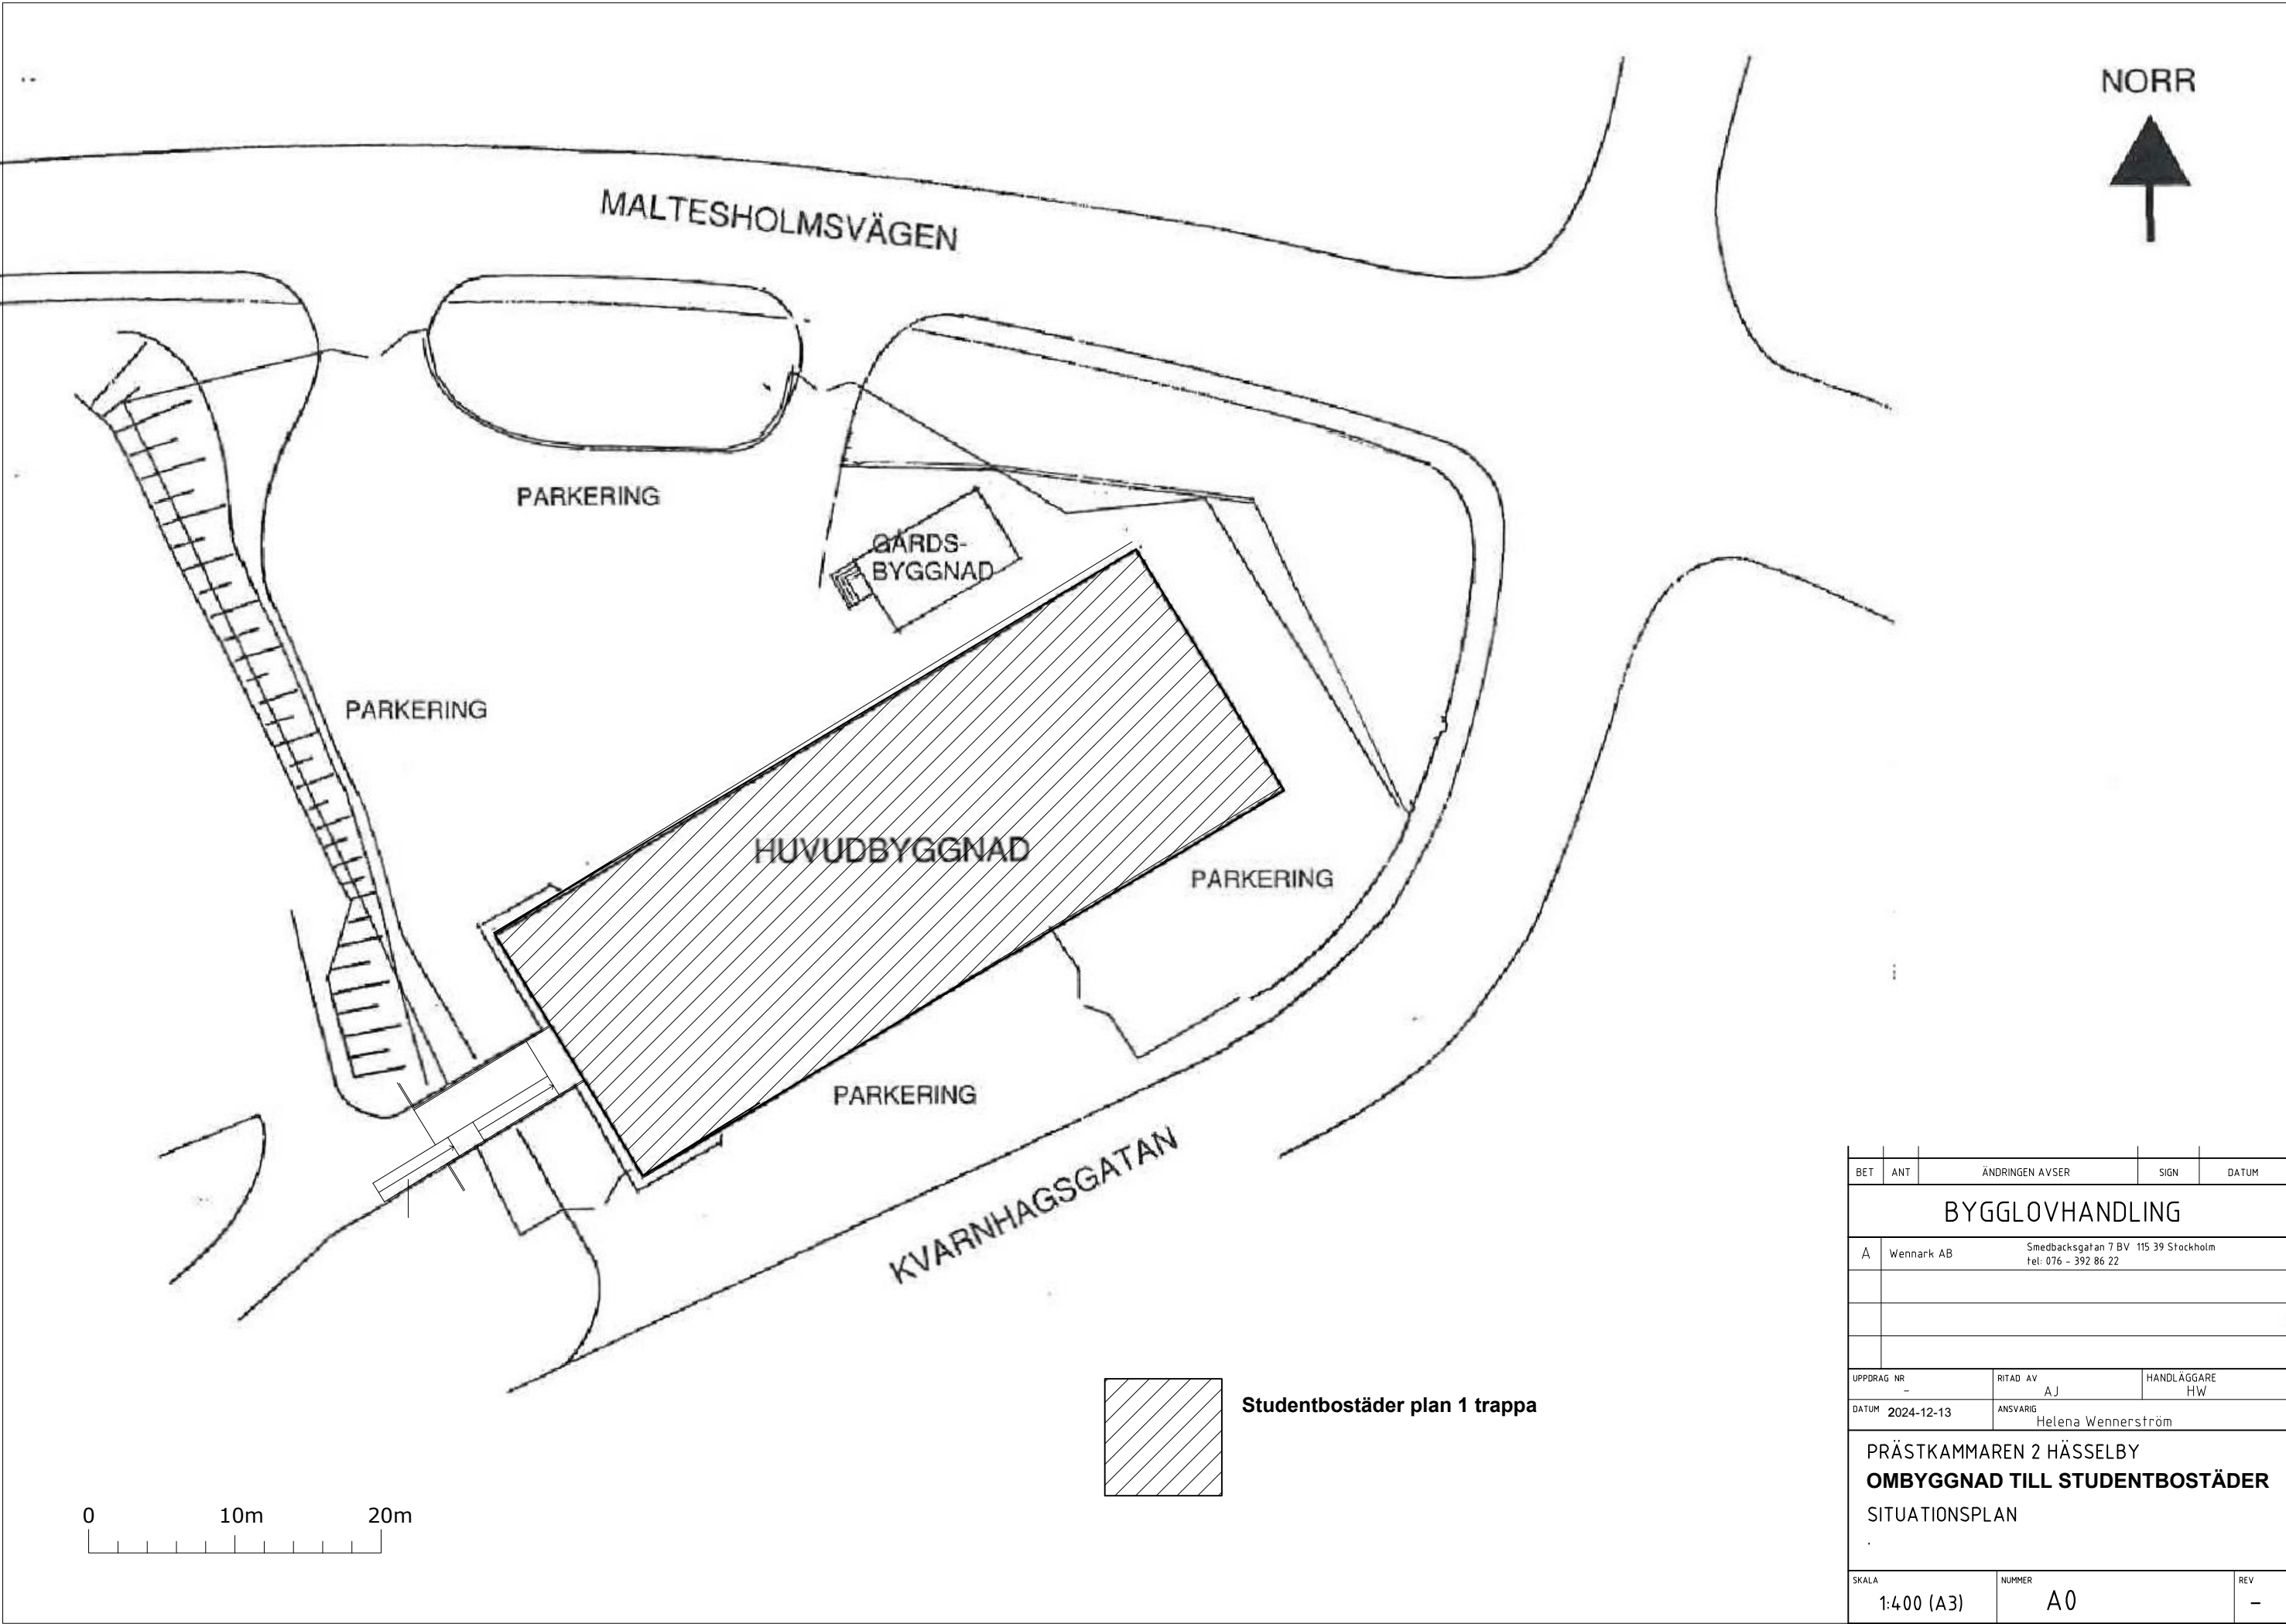 NORR
MALTESHOLMSVÄGEN
PARKERING
GÅRDS-
BYGGNAD
PARKERING
HUVUDBYGGNAD
PARKERING
PARKERING
KVARNHAGSGATAN
Studentbostäder plan 1 trappa
0 10m 20m
BET ANT ÄNDRINGEN AVSER SIGN DATUM
BYGGLOVHANDLING
A Wennark AB Smedbacksgatan 7 BV 115 39 Stockholm
tel: 076 - 392 86 22
UPPDRAG NR RITAD AV HANDLÄGGARE
- AJ HW
DATUM 2024-12-13 ANSVARIG
Helena Wennerström
PRÄSTKAMMAREN 2 HÄSSELBY
OMBYGGNAD TILL STUDENTBOSTÄDER
SITUATIONSPLAN
.
SKALA NUMMER REV
1:400 (A3) A0 -